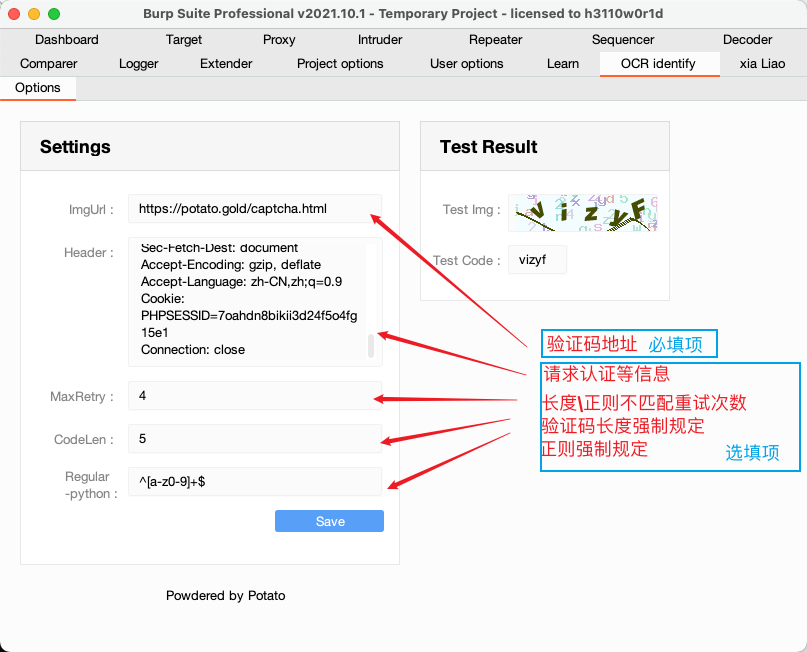 Burp Suite Professional v2021.10.1 - Temporary Project - licensed to h3110w0r1d
Dashboard Target Proxy Intruder Repeater Sequencer Decoder
Comparer Logger Extender Project options User options Learn OCR identify xia Liao
Options
Settings
ImgUrl : https://potato.gold/captcha.html
Header :
Sec-Fetch-Dest: document
Accept-Encoding: gzip, deflate
Accept-Language: zh-CN,zh;q=0.9
Cookie:
PHPSESSID=7oahdn8bikii3d24f5o4fg
15e1
Connection: close
MaxRetry : 4
CodeLen : 5
Regular
-python : ^[a-z0-9]+$
Save
Powdered by Potato
Test Result
Test Img : vizyF
Test Code : vizyf
验证码地址 必填项
请求认证等信息
长度\正则不匹配重试次数
验证码长度强制规定
正则强制规定
选填项